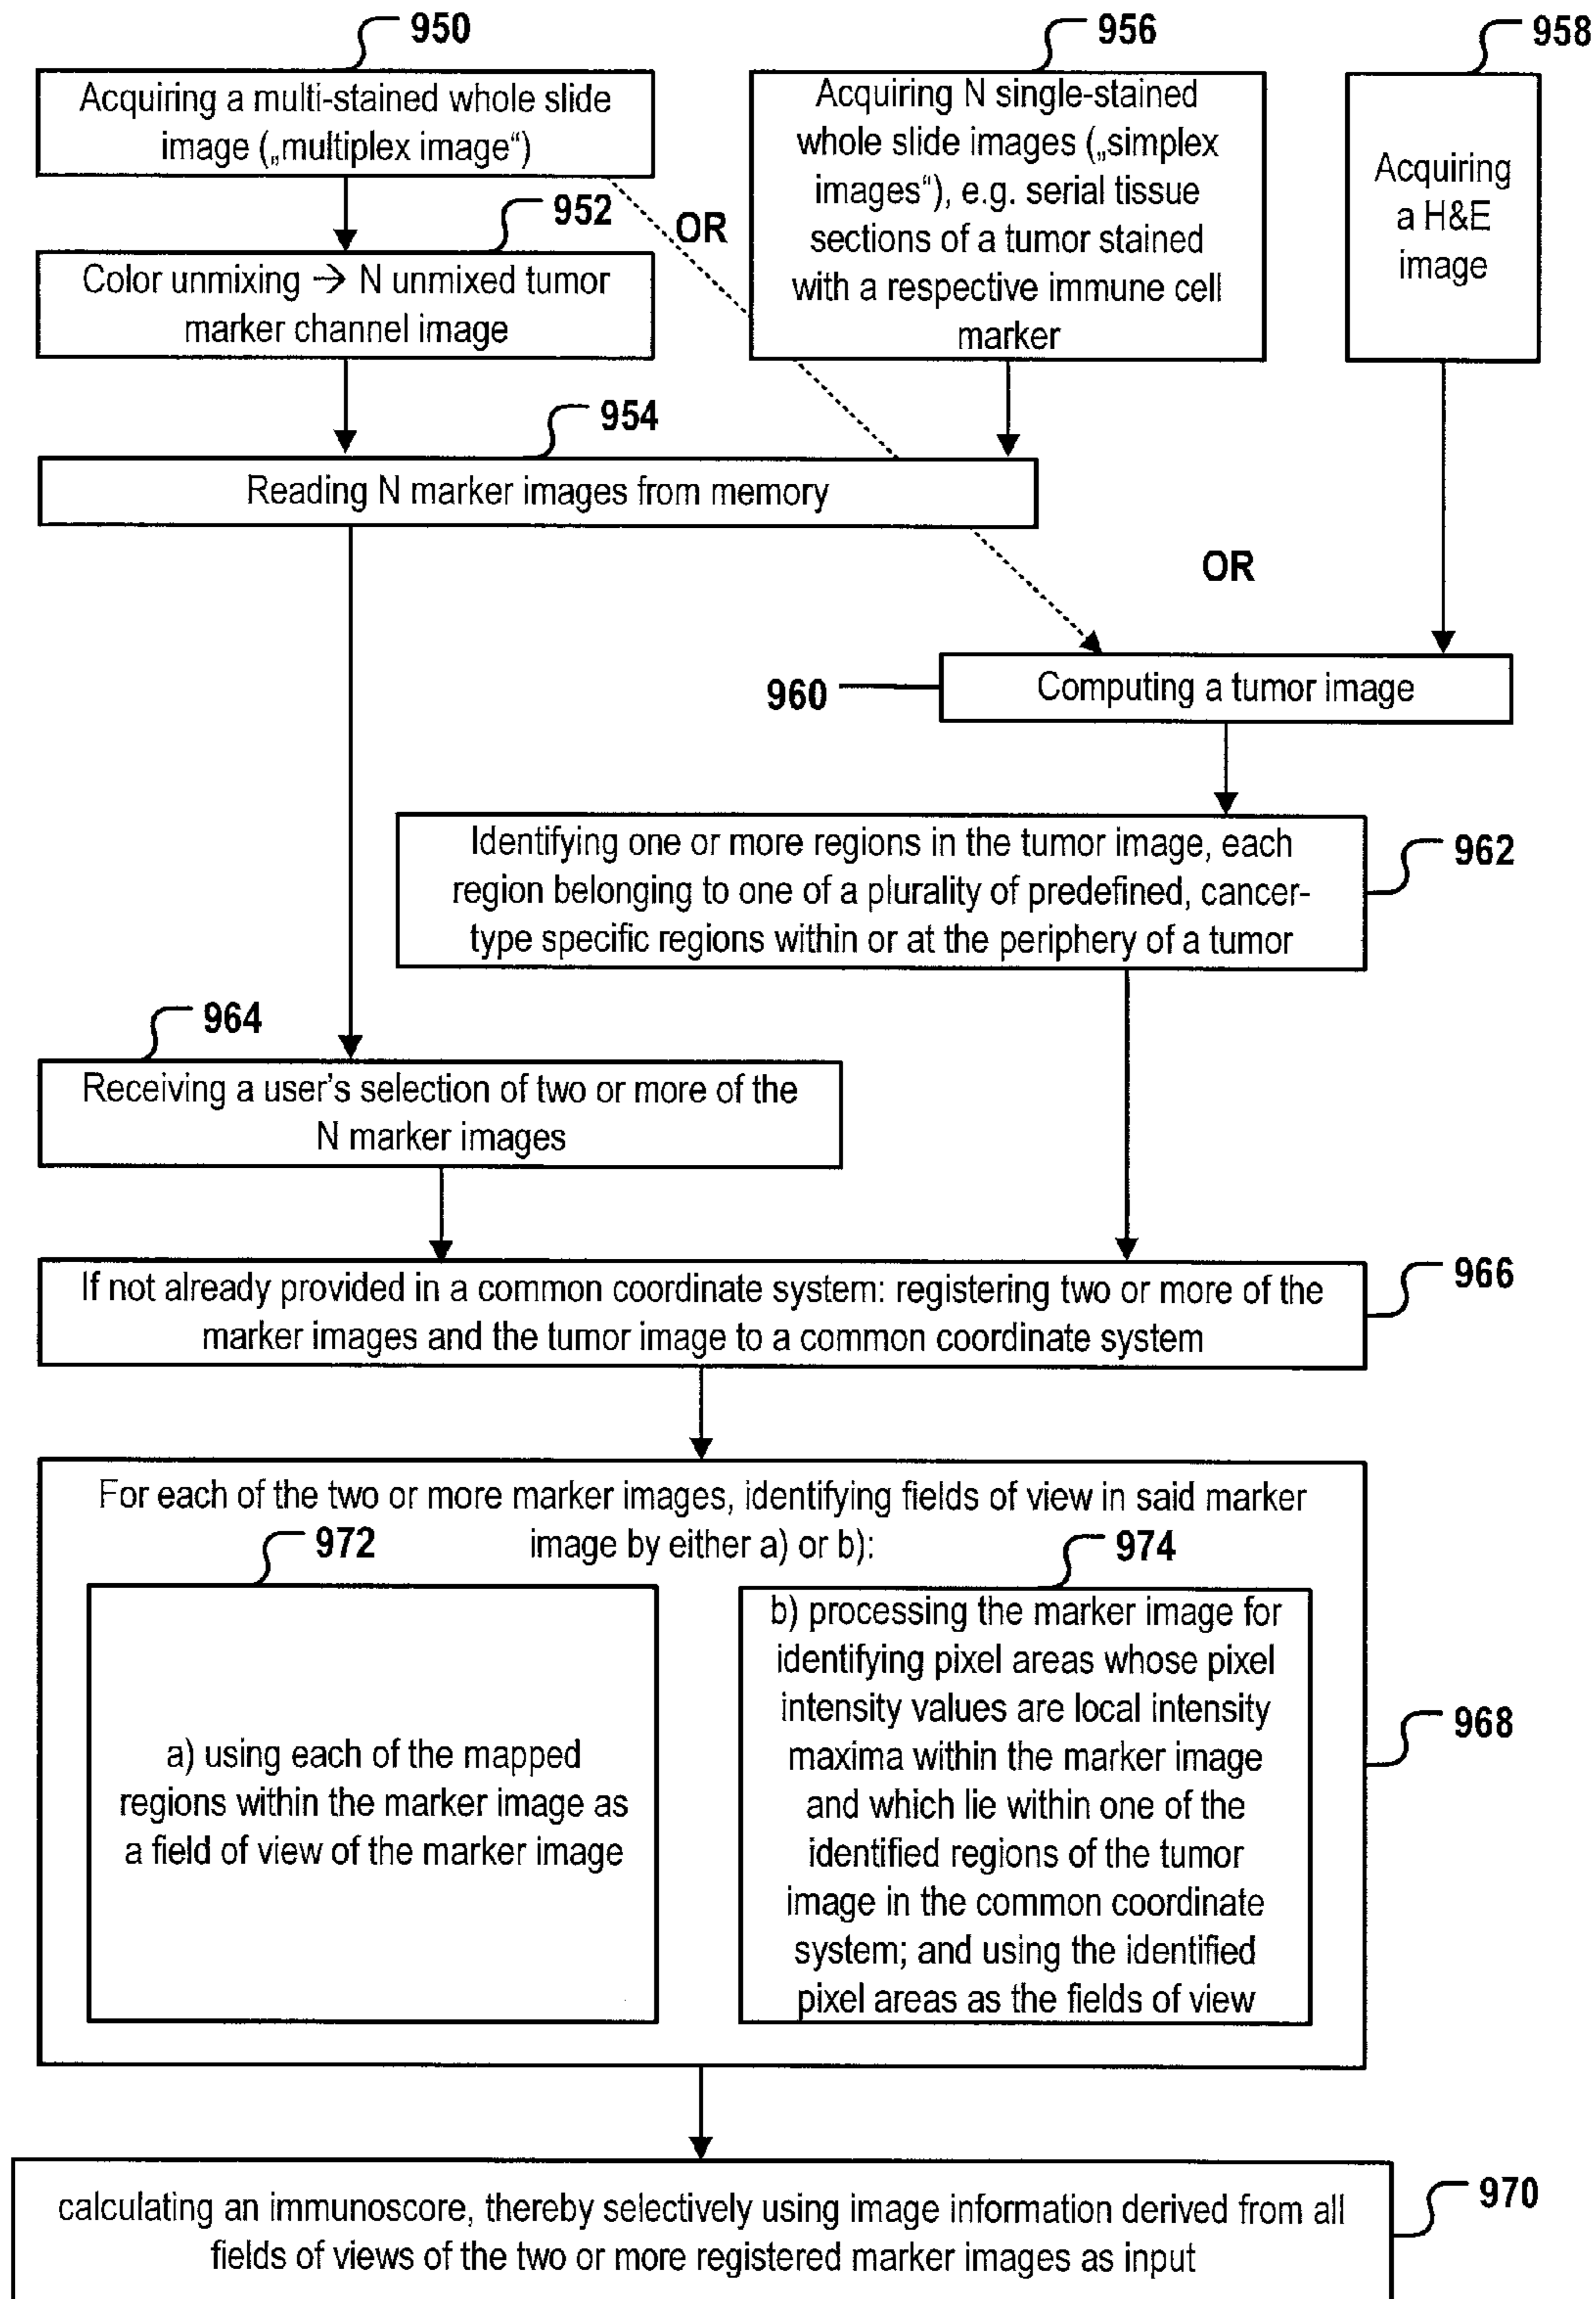 950
Acquiring a multi-stained whole slide
image („multiplex image“)
956
Acquiring N single-stained
whole slide images („simplex
images“), e.g. serial tissue
sections of a tumor stained
with a respective immune cell
marker
958
Acquiring
a H&E
image
OR
952
Color unmixing → N unmixed tumor
marker channel image
954
Reading N marker images from memory
OR
960
Computing a tumor image
Identifying one or more regions in the tumor image, each
region belonging to one of a plurality of predefined, cancer-
type specific regions within or at the periphery of a tumor
962
964
Receiving a user's selection of two or more of the
N marker images
If not already provided in a common coordinate system: registering two or more of the
marker images and the tumor image to a common coordinate system
966
For each of the two or more marker images, identifying fields of view in said marker
image by either a) or b):
972
a) using each of the mapped
regions within the marker image as
a field of view of the marker image
974
b) processing the marker image for
identifying pixel areas whose pixel
intensity values are local intensity
maxima within the marker image
and which lie within one of the
identified regions of the tumor
image in the common coordinate
system; and using the identified
pixel areas as the fields of view
968
calculating an immunoscore, thereby selectively using image information derived from all
fields of views of the two or more registered marker images as input
970